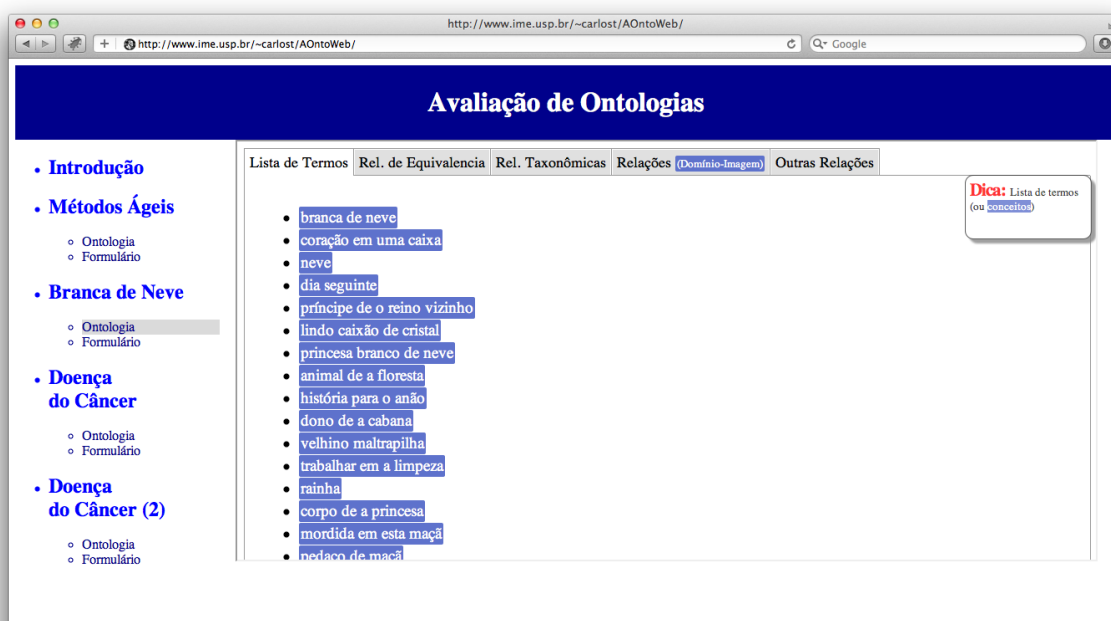 http://www.ime.usp.br/~carlost/AOntoWeb/
http://www.ime.usp.br/~carlost/AOntoWeb/
Google
Avaliação de Ontologias
Introdução
Métodos Ágeis
Ontologia
Formulário
Branca de Neve
Ontologia
Formulário
Doença
do Câncer
Ontologia
Formulário
Doença
do Câncer (2)
Ontologia
Formulário
Lista de Termos Rel. de Equivalencia Rel. Taxonômicas Relações (Domínio-Imagem) Outras Relações
Dica: Lista de termos
(ou conceitos)
branca de neve
coração em uma caixa
neve
dia seguinte
príncipe de o reino vizinho
lindo caixão de cristal
princesa branco de neve
animal de a floresta
história para o anão
dono de a cabana
velhino maltrapilha
trabalhar em a limpeza
rainha
corpo de a princesa
mordida em esta maçã
pedaço de maçã